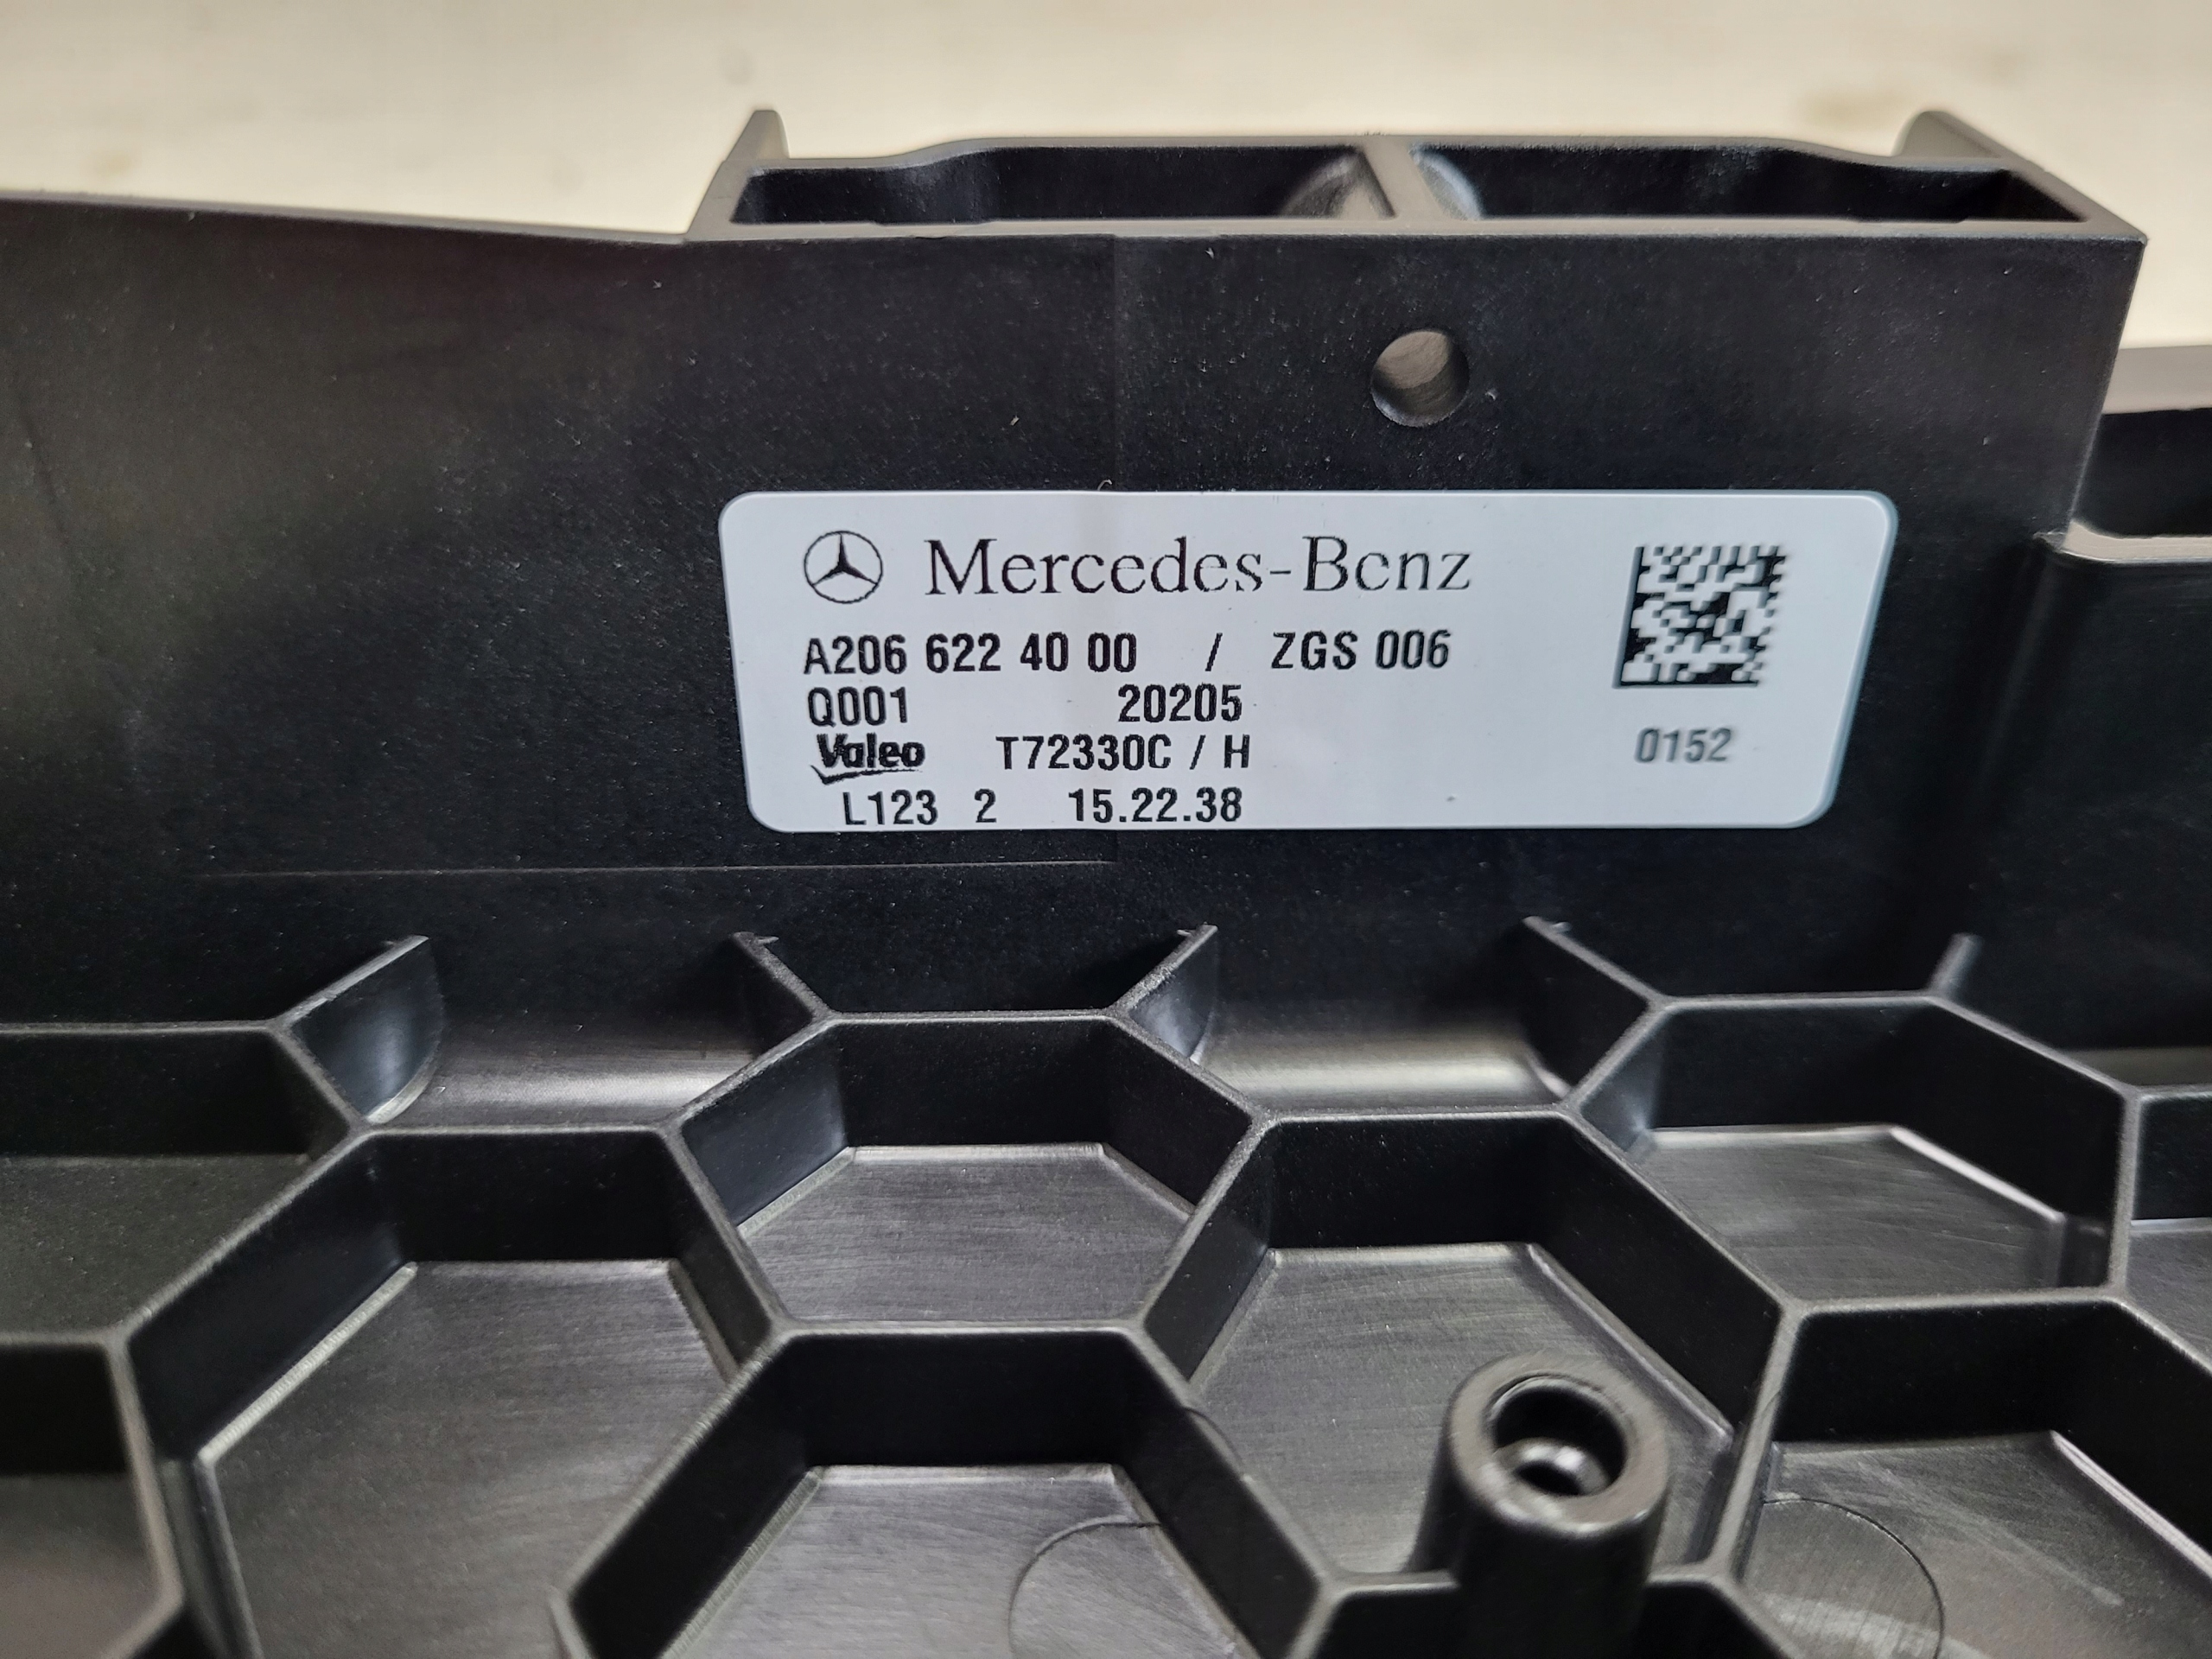 Mercedes-Benz
A206 622 40 00 / ZGS 006
Q001 20205
Valeo T72330C / H
0152
L123 2 15.22.38